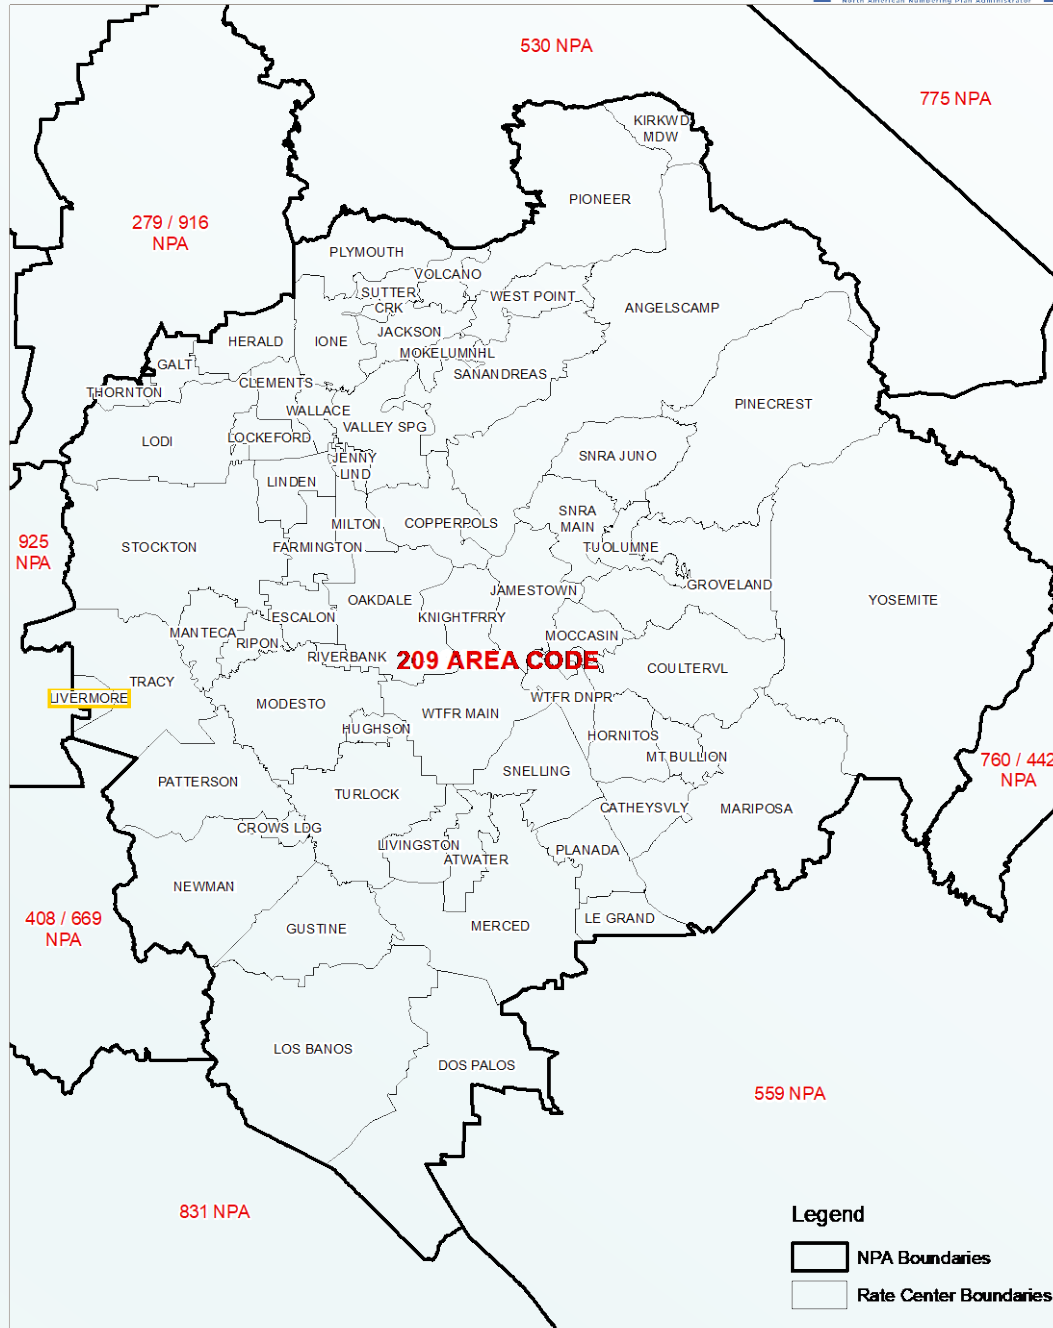 North American Numbering Plan Administrator
530 NPA
775 NPA
KIRKWD
MDW
PIONEER
279 / 916
NPA
PLYMOUTH
VOLCANO
SUTTER
CRK
WEST POINT
ANGELSCAMP
JACKSON
HERALD
IONE
MOKELUMNHL
GALT
SANANDREAS
CLEMENTS
THORNTON
PINECREST
WALLACE
VALLEY SPG
LODI
LOCKEFORD
JENNY
LIND
SNRA JUNO
LINDEN
SNRA
MAIN
MILTON
COPPERPOLS
925
NPA
STOCKTON
FARMINGTON
TUOLUMNE
GROVELAND
JAMESTOWN
OAKDALE
YOSEMITE
ESCALON
KNIGHTFRRY
MANTECA
RIPON
MOCCASIN
RIVERBANK
209 AREA CODE
COULTERVL
TRACY
LIVERMORE
MODESTO
WTFR DNPR
WTFR MAIN
HUGHSON
HORNITOS
MT BULLION
760 / 442
NPA
SNELLING
PATTERSON
TURLOCK
CATHEYSVLY
MARIPOSA
CROWS LDG
LIVINGSTON
ATWATER
PLANADA
NEWMAN
408 / 669
NPA
LE GRAND
GUSTINE
MERCED
LOS BANOS
DOS PALOS
559 NPA
831 NPA
Legend
NPA Boundaries
Rate Center Boundaries